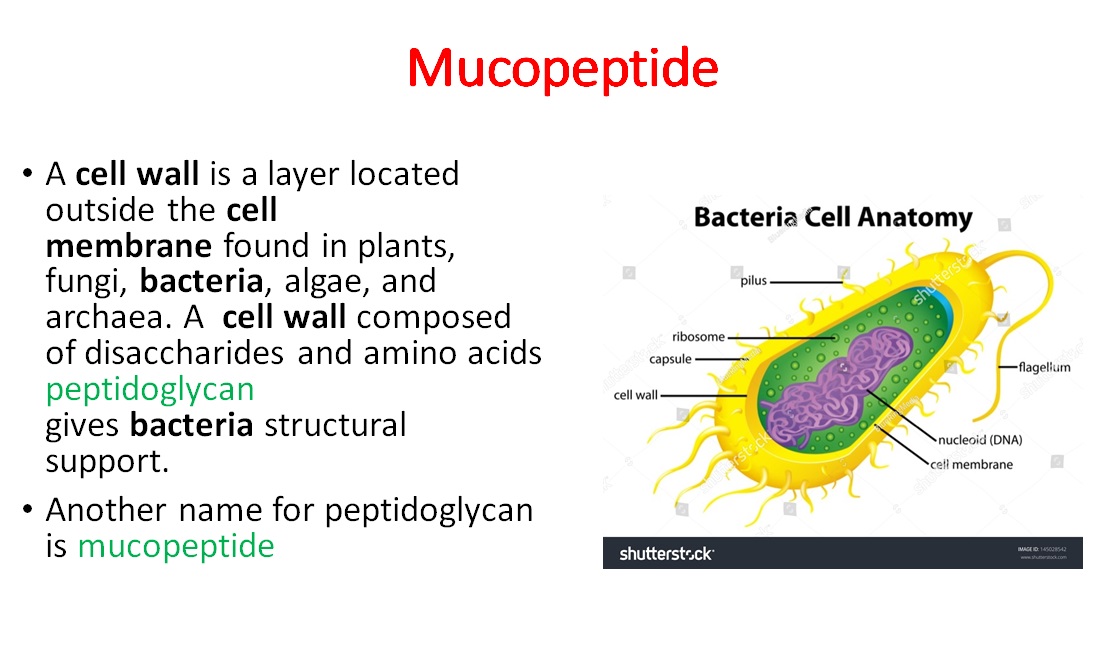 Mucopeptide
• A cell wall is a layer located
outside the cell
membrane found in plants,
fungi, bacteria, algae, and
archaea. A  cell wall composed
of disaccharides and amino acids
peptidoglycan
gives bacteria structural
support.
• Another name for peptidoglycan
is mucopeptide
Bacteria Cell Anatomy
pilus
ribosome
capsule
cell wall
flagellum
nucleoid (DNA)
cell membrane
shutterstock
shutterstock
shutterstock
IMAGE ID: 145028542
www.shutterstock.com